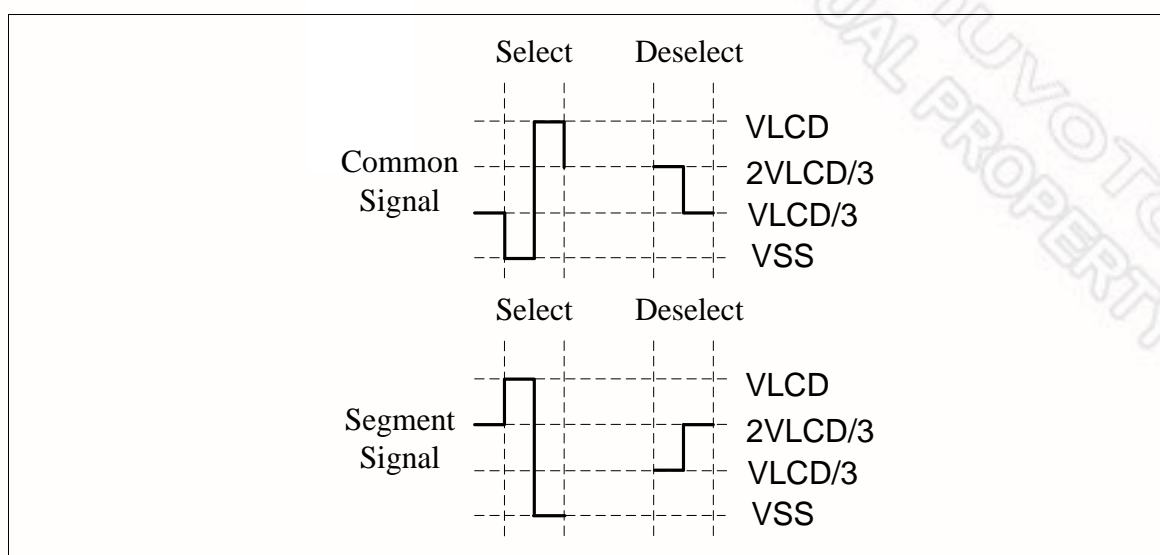 Select Deselect
VLCD
Common
Signal
2VLCD/3
VLCD/3
VSS
Select Deselect
VLCD
Segment
Signal
2VLCD/3
VLCD/3
VSS